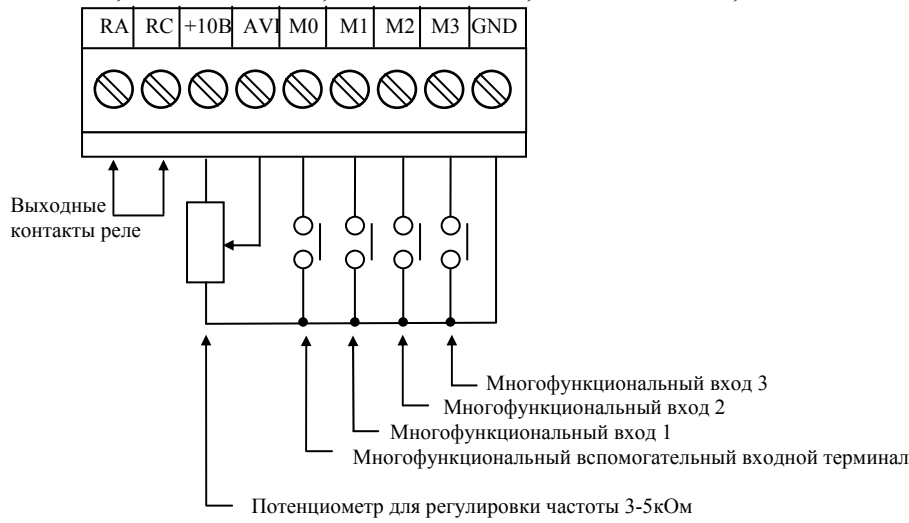 RA RC +10В AVI M0 M1 M2 M3 GND
Выходные
контакты реле
Многофункциональный вход 3
Многофункциональный вход 2
Многофункциональный вход 1
Многофункциональный вспомогательный входной терминал
Потенциометр для регулировки частоты 3-5кОм